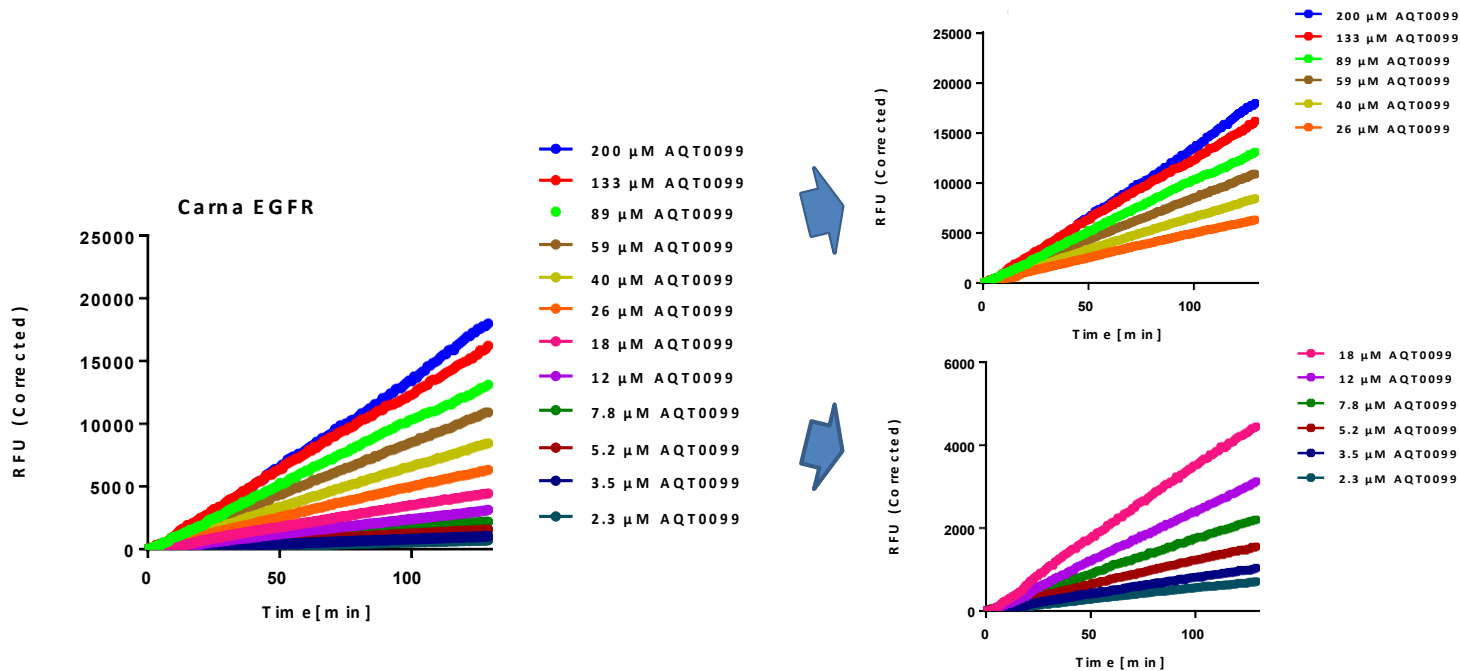 Carna EGFR
RFU (Corrected)
25000
20000
15000
10000
5000
0
0
50
100
Time [min]
200 μM AQT0099
133 μM AQT0099
89 μM AQT0099
59 μM AQT0099
40 μM AQT0099
26 μM AQT0099
18 μM AQT0099
12 μM AQT0099
7.8 μM AQT0099
5.2 μM AQT0099
3.5 μM AQT0099
2.3 μM AQT0099
RFU (Corrected)
25000
20000
15000
10000
5000
0
0
50
100
Time [min]
200 μM AQT0099
133 μM AQT0099
89 μM AQT0099
59 μM AQT0099
40 μM AQT0099
26 μM AQT0099
RFU (Corrected)
6000
4000
2000
0
0
50
100
Time [min]
18 μM AQT0099
12 μM AQT0099
7.8 μM AQT0099
5.2 μM AQT0099
3.5 μM AQT0099
2.3 μM AQT0099